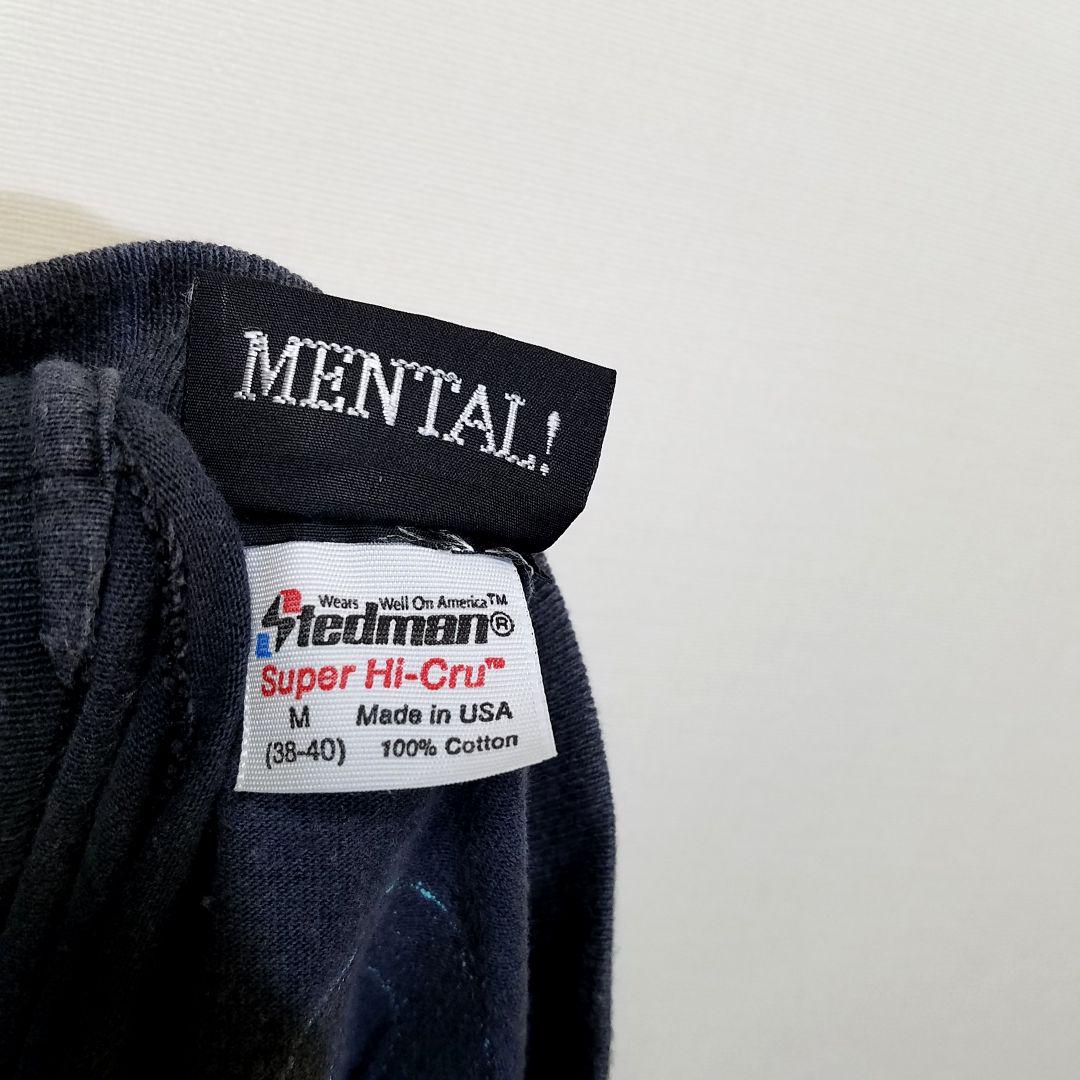 MENTAL!
Wears Well On America™
Stedman®
Super Hi-Cru™
M Made in USA
(38-40) 100% Cotton